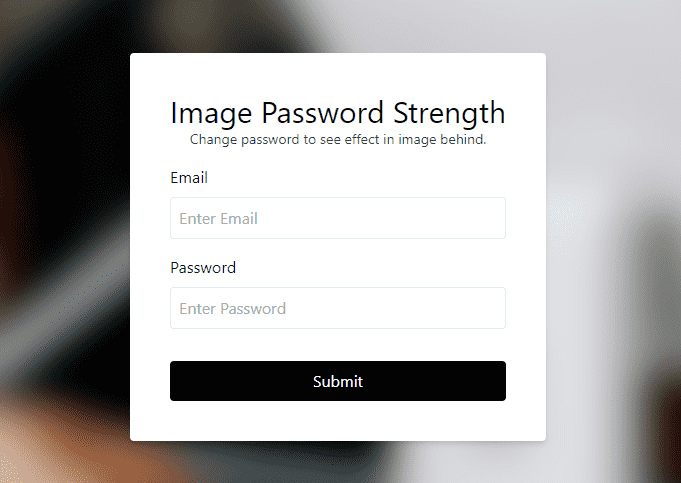 Image Password Strength
Change password to see effect in image behind.
Email
Enter Email
Password
Enter Password
Submit